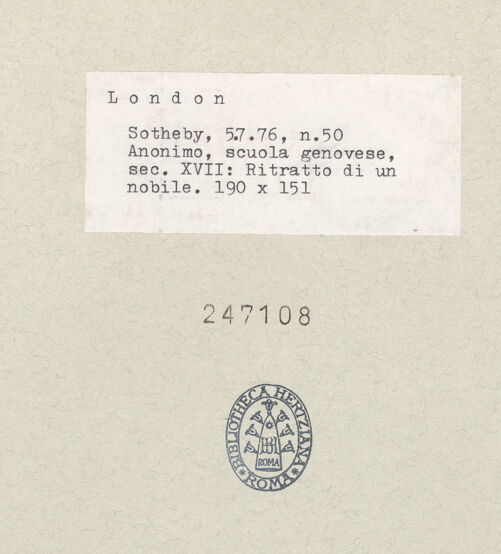 London
Sotheby, 5.7.76, n.50
Anonimo, scuola genovese,
sec. XVII: Ritratto di un
nobile. 190 x 151
247108
BIBLIOTHECA HERTZIANA
ROMA
* ROMA *